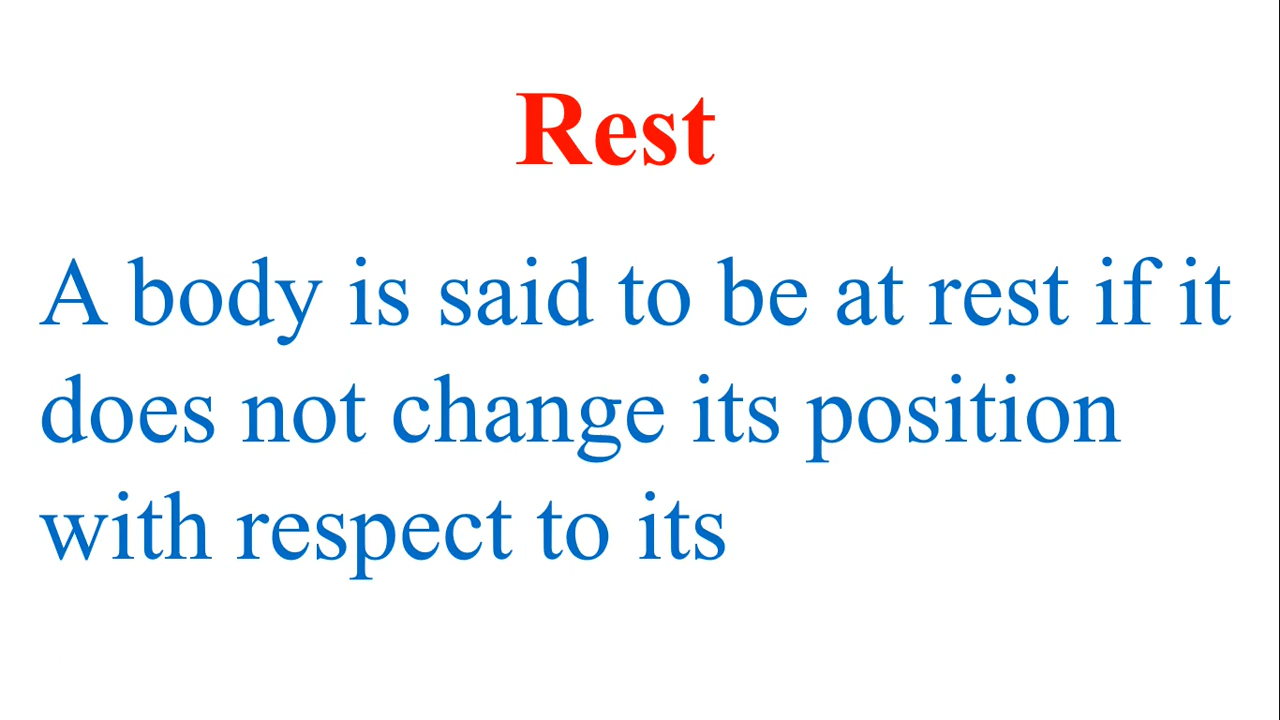 Rest
A body is said to be at rest if it
does not change its position
with respect to its